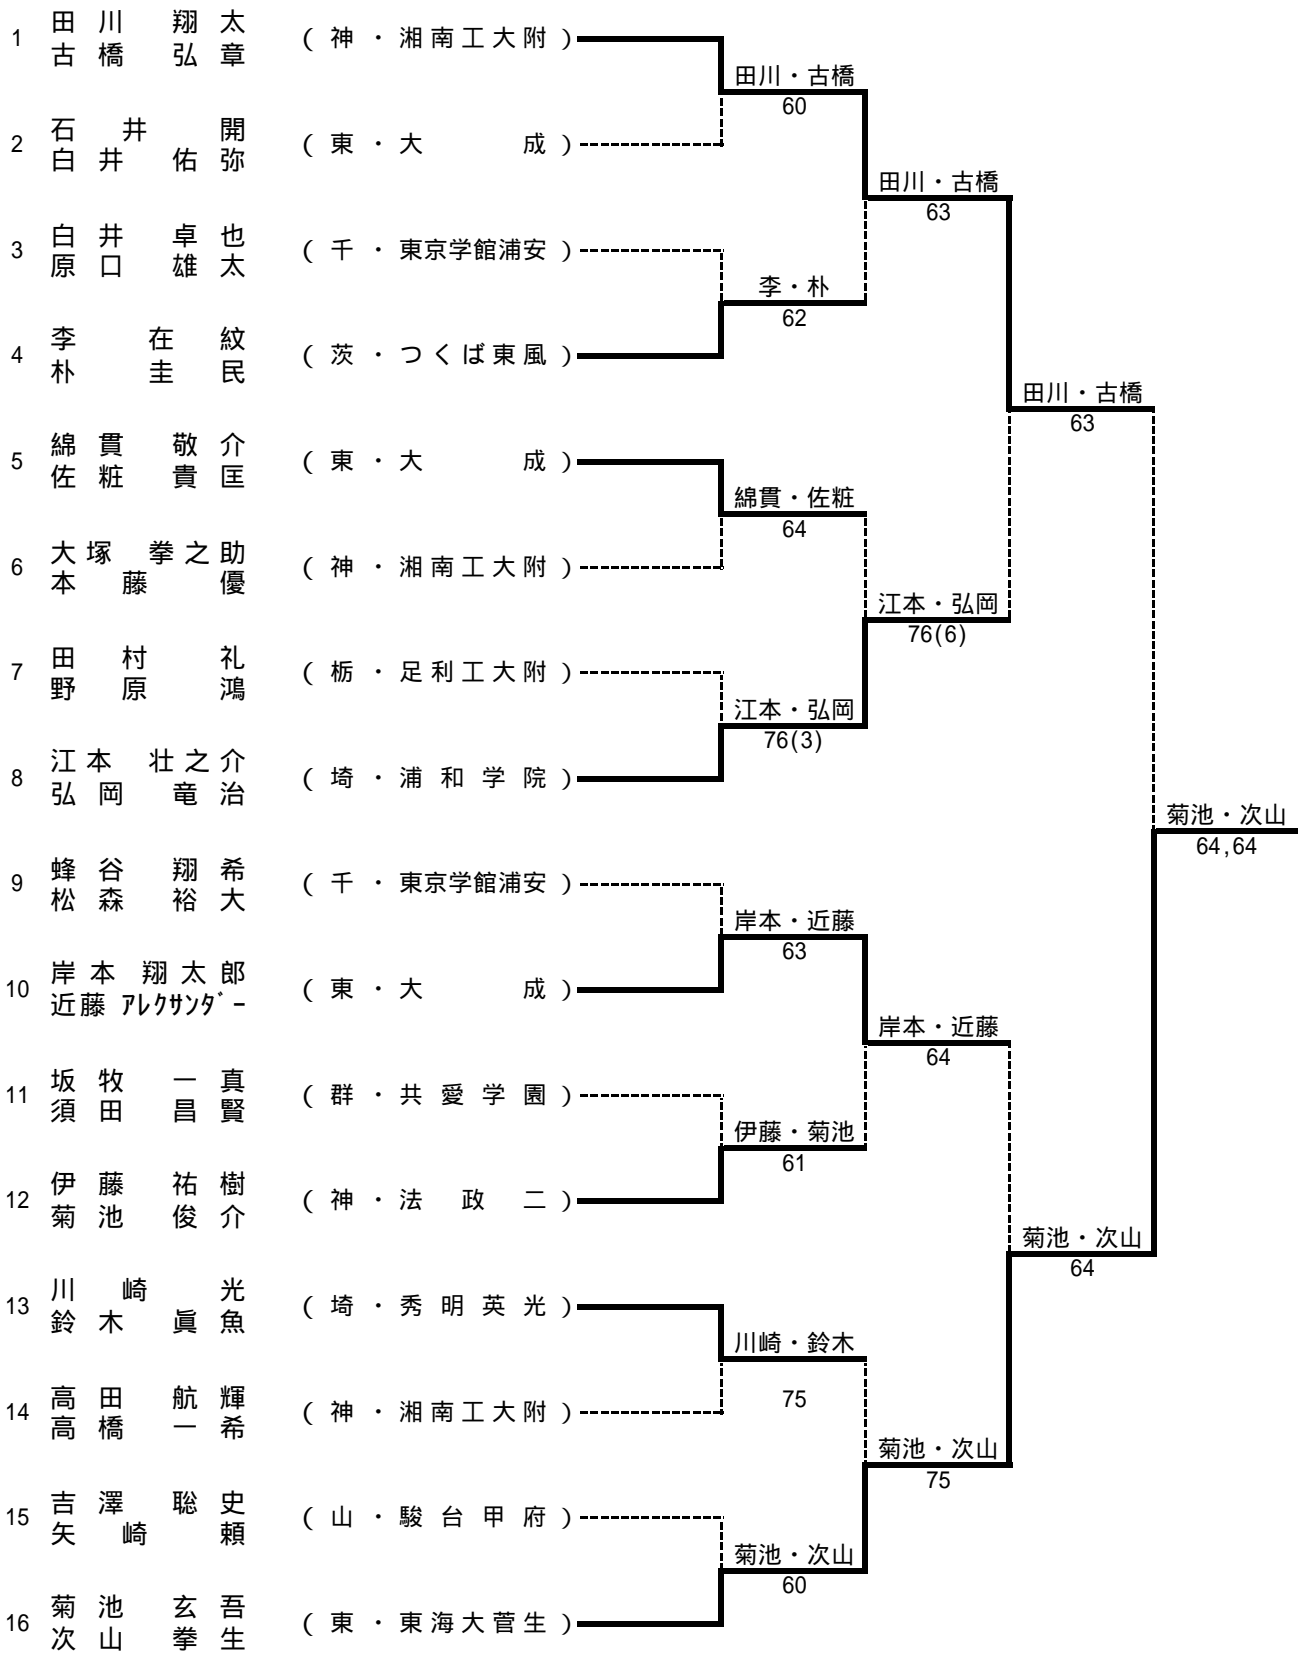 1 田川 翔太 (神・湘南工大附)
古橋 弘章
田川・古橋
60
2 石井 開 (東・大成)
白井 佑弥
田川・古橋
63
3 白井 卓也 (千・東京学館浦安)
原口 雄太
李・朴
62
4 李 在紋 (茨・つくば東風)
朴 圭民
田川・古橋
63
5 綿貫 敬介 (東・大成)
佐粧 貴匡
綿貫・佐粧
64
6 大塚 拳之助 (神・湘南工大附)
本藤 優
江本・弘岡
76(6)
7 田村 礼 (栃・足利工大附)
野原 鴻
江本・弘岡
76(3)
8 江本 壮之介 (埼・浦和学院)
弘岡 竜治
菊池・次山
64,64
9 蜂谷 翔希 (千・東京学館浦安)
松森 裕大
岸本・近藤
63
10 岸本 翔太郎 (東・大成)
近藤 ｱﾚｸｻﾝﾀﾞｰ
岸本・近藤
64
11 坂牧 一真 (群・共愛学園)
須田 昌賢
伊藤・菊池
61
12 伊藤 祐樹 (神・法政二)
菊池 俊介
菊池・次山
64
13 川崎 光 (埼・秀明英光)
鈴木 眞魚
川崎・鈴木
75
14 高田 航輝 (神・湘南工大附)
高橋 一希
菊池・次山
75
15 吉澤 聡史 (山・駿台甲府)
矢崎 頼
菊池・次山
60
16 菊池 玄吾 (東・東海大菅生)
次山 拳生